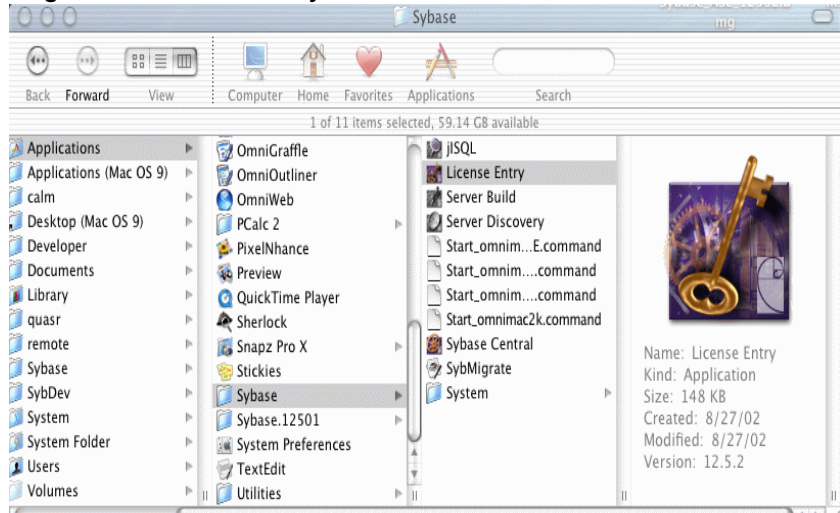 Sybase
mg
Back Forward View Computer Home Favorites Applications Search
1 of 11 items selected, 59.14 GB available
Applications
Applications (Mac OS 9)
calm
Desktop (Mac OS 9)
Developer
Documents
Library
quasr
remote
Sybase
SybDev
System
System Folder
Users
Volumes
OmniGraffle
OmniOutliner
OmniWeb
PCalc 2
PixelNhance
Preview
QuickTime Player
Sherlock
Snapz Pro X
Stickies
Sybase
Sybase.12501
System Preferences
TextEdit
Utilities
jISQL
License Entry
Server Build
Server Discovery
Start_omnim...E.command
Start_omnim....command
Start_omnim....command
Start_omnimac2k.command
Sybase Central
SybMigrate
System
Name: License Entry
Kind: Application
Size: 148 KB
Created: 8/27/02
Modified: 8/27/02
Version: 12.5.2